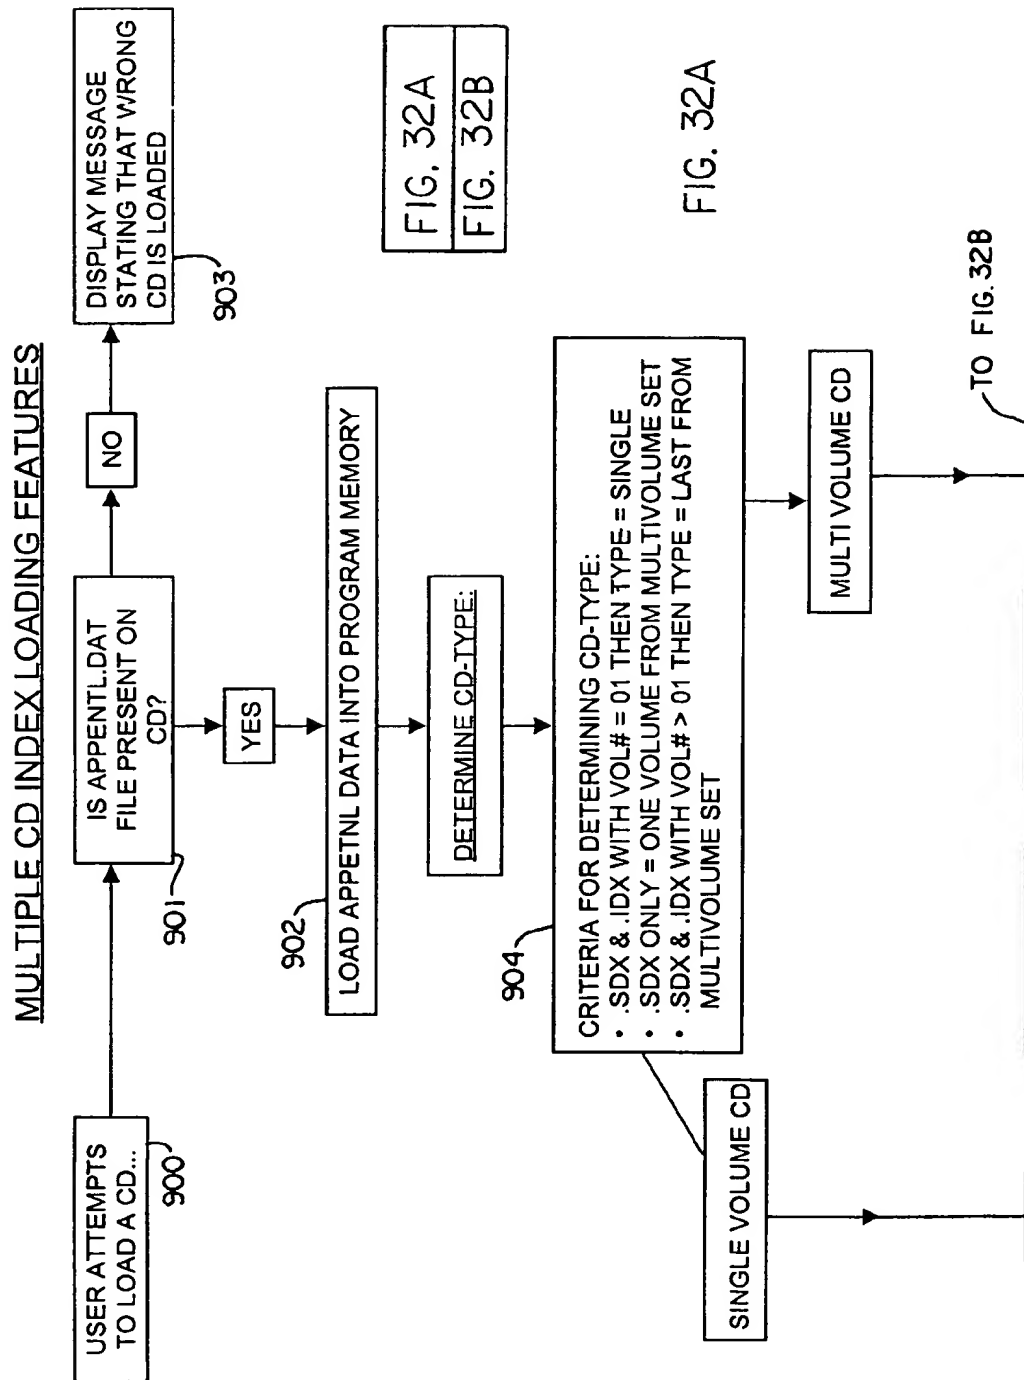 MULTIPLE CD INDEX LOADING FEATURES
USER ATTEMPTS
TO LOAD A CD...
900
IS APPENTL.DAT
FILE PRESENT ON
CD?
901
NO
DISPLAY MESSAGE
STATING THAT WRONG
CD IS LOADED
903
YES
902
LOAD APPETNL DATA INTO PROGRAM MEMORY
DETERMINE CD-TYPE:
904
CRITERIA FOR DETERMINING CD-TYPE:
• .SDX & .IDX WITH VOL# = 01 THEN TYPE = SINGLE
• .SDX ONLY = ONE VOLUME FROM MULTIVOLUME SET
• .SDX & .IDX WITH VOL# > 01 THEN TYPE = LAST FROM
MULTIVOLUME SET
SINGLE VOLUME CD
MULTI VOLUME CD
TO FIG. 32B
FIG. 32A
FIG. 32B
FIG. 32A